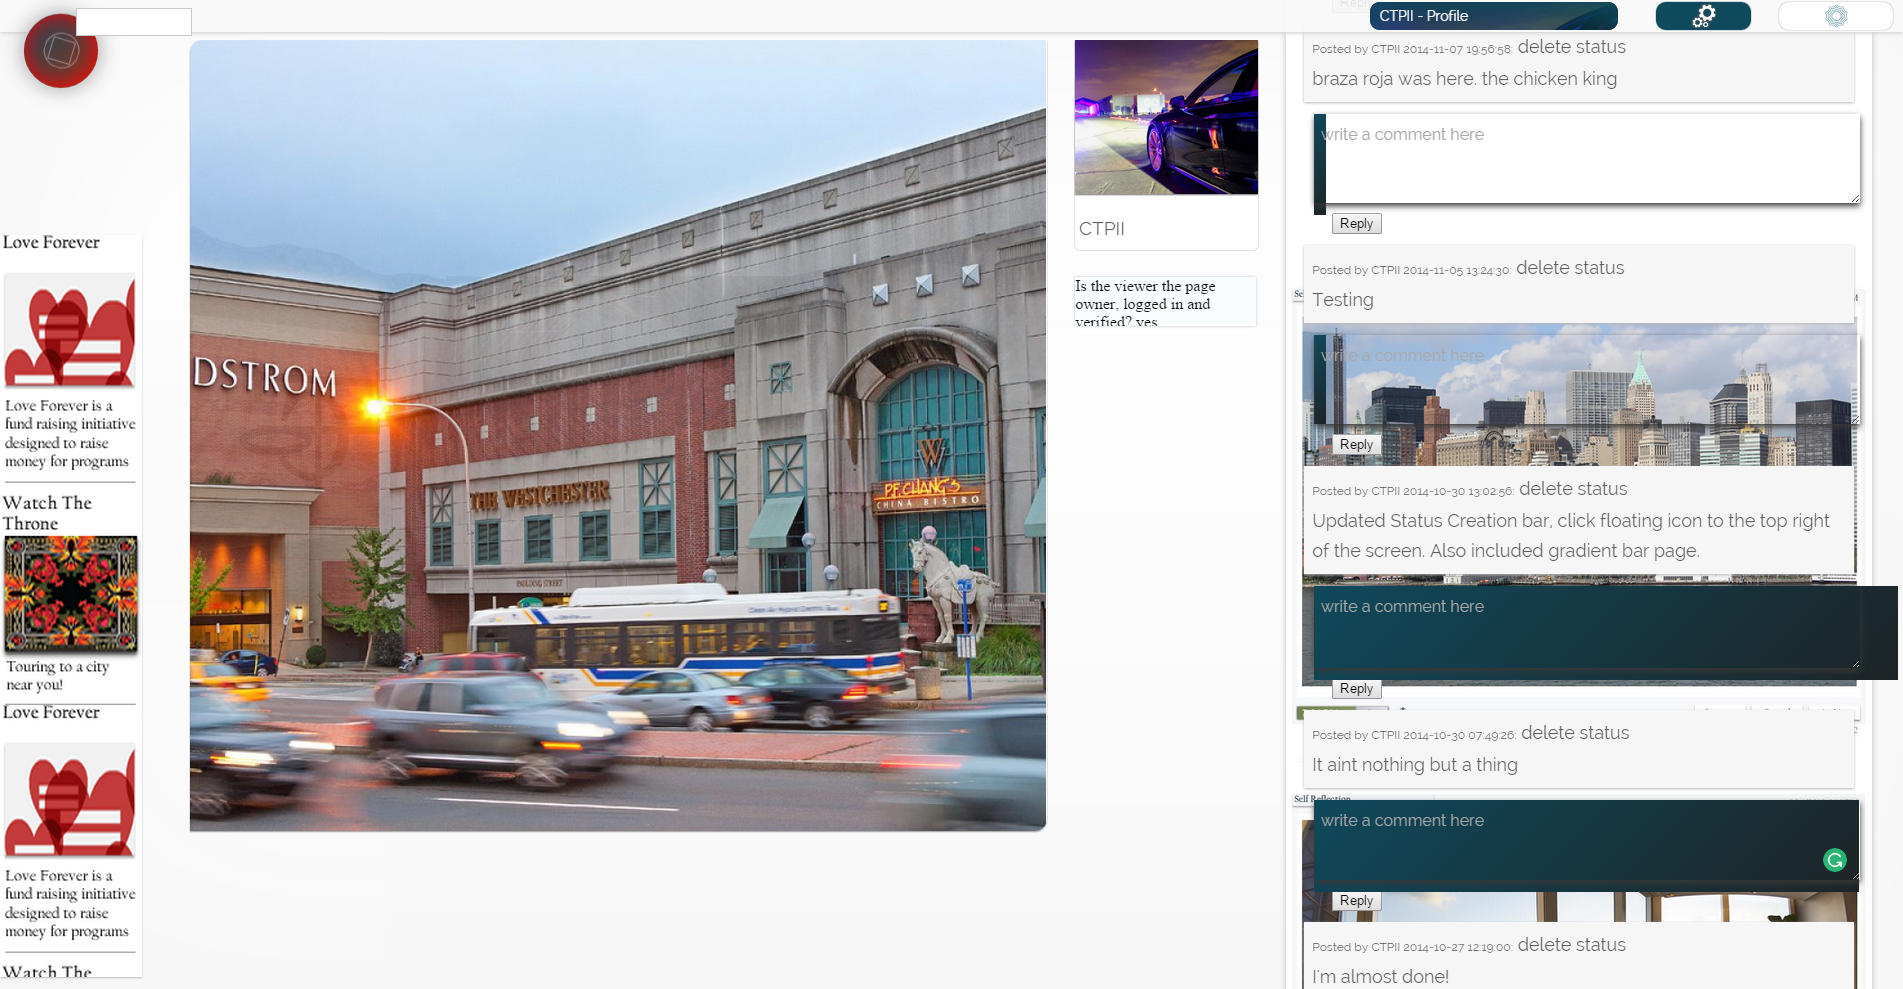 CTPII - Profile
Love Forever
Love Forever is a
fund raising initiative
designed to raise
money for programs
Watch The
Throne
Touring to a city
near you!
Love Forever
Love Forever is a
fund raising initiative
designed to raise
money for programs
Watch The
DSTROM
THE WESTCHESTER
P.F. CHANG'S
CHINA BISTRO
PAULDING STREET
CTPII
Is the viewer the page
owner, logged in and
verified? yes
Posted by CTPII 2014-11-07 19:56:58: delete status
braza roja was here. the chicken king
write a comment here
Reply
Posted by CTPII 2014-11-05 13:24:30: delete status
Testing
write a comment here
Reply
Posted by CTPII 2014-10-30 13:02:56: delete status
Updated Status Creation bar, click floating icon to the top right
of the screen. Also included gradient bar page.
write a comment here
Reply
Posted by CTPII 2014-10-30 07:49:26: delete status
It aint nothing but a thing
Self Reflection
write a comment here
Reply
Posted by CTPII 2014-10-27 12:19:00: delete status
I'm almost done!